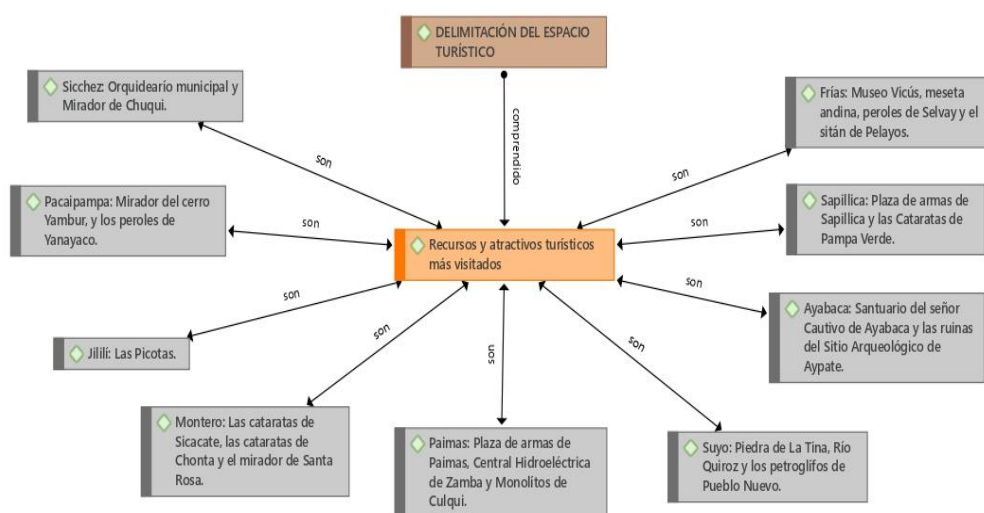 DELIMITACIÓN DEL ESPACIO
TURÍSTICO
Sicchez: Orquideario municipal y
Mirador de Chuqui.
comprendido
Frías: Museo Vicús, meseta
andina, peroles de Selvay y el
sitán de Pelayos.
son
son
Pacaipampa: Mirador del cerro
Yambur, y los peroles de
Yanayaco.
son
Recursos y atractivos turísticos
más visitados
son
Sapillica: Plaza de armas de
Sapillica y las Cataratas de
Pampa Verde.
son
son
Ayabaca: Santuario del señor
Cautivo de Ayabaca y las ruinas
del Sitio Arqueológico de
Aypate.
Jililí: Las Picotas.
son
son
son
Montero: Las cataratas de
Sicacate, las cataratas de
Chonta y el mirador de Santa
Rosa.
Paimas: Plaza de armas de
Paimas, Central Hidroeléctrica
de Zamba y Monolitos de
Culqui.
Suyo: Piedra de La Tina, Río
Quiroz y los petroglífos de
Pueblo Nuevo.